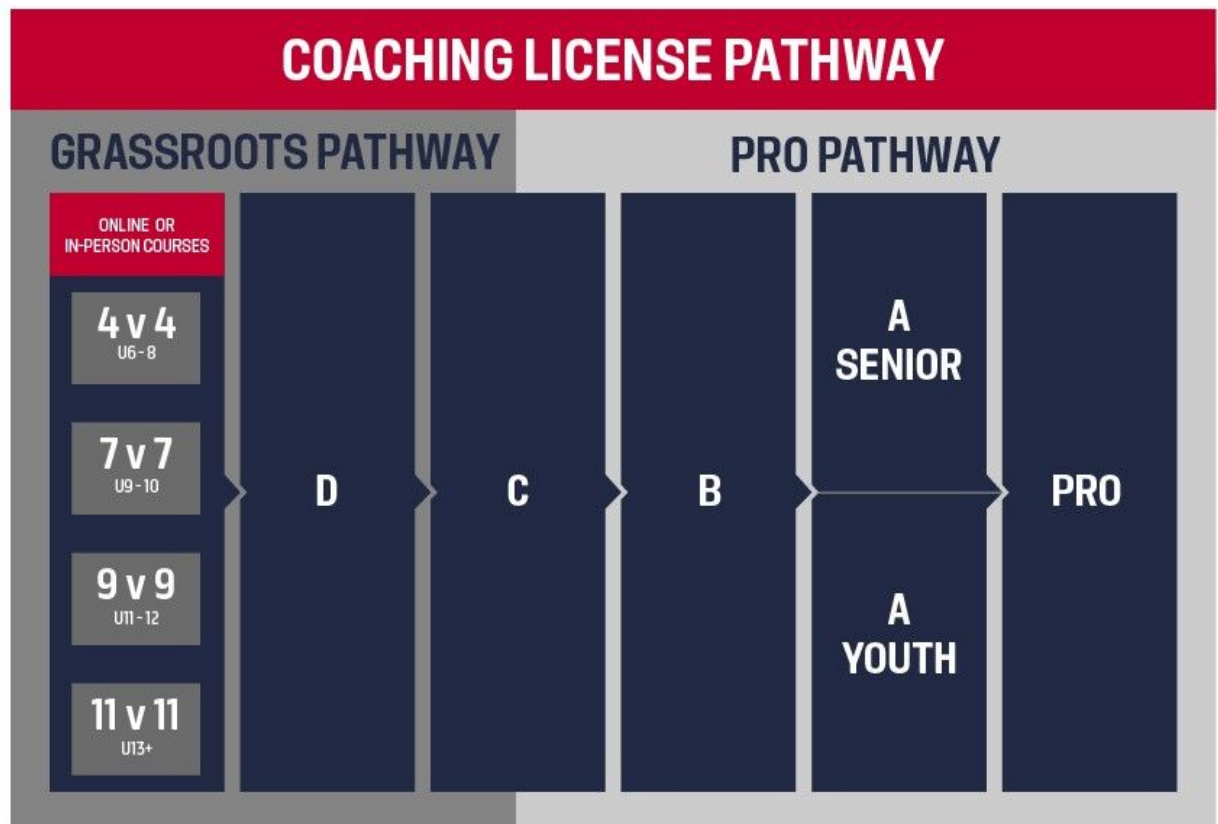 COACHING LICENSE PATHWAY
GRASSROOTS PATHWAY
PRO PATHWAY
ONLINE OR
IN-PERSON COURSES
4 v 4
U6-8
7 v 7
U9-10
9 v 9
U11-12
11 v 11
U13+
D
C
B
A
SENIOR
A
YOUTH
PRO